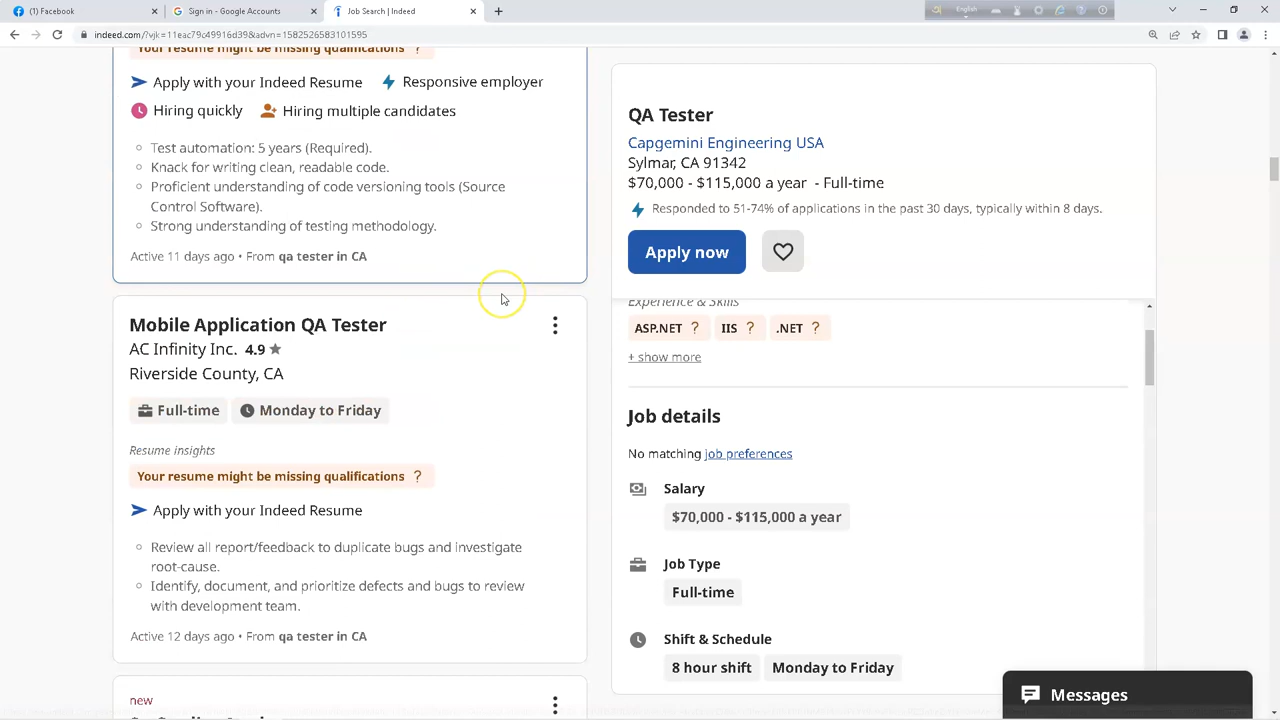 (1) Facebook
Sign in - Google Accounts
Job Search | Indeed
English
indeed.com/?vjk=11eac79c49916d39&advn=1582526583101595
Your resume might be missing qualifications ?
Apply with your Indeed Resume
Responsive employer
Hiring quickly
Hiring multiple candidates
Test automation: 5 years (Required).
Knack for writing clean, readable code.
Proficient understanding of code versioning tools (Source
Control Software).
Strong understanding of testing methodology.
Active 11 days ago • From qa tester in CA
Mobile Application QA Tester
AC Infinity Inc. 4.9 ★
Riverside County, CA
Full-time
Monday to Friday
Resume insights
Your resume might be missing qualifications ?
Apply with your Indeed Resume
Review all report/feedback to duplicate bugs and investigate
root-cause.
Identify, document, and prioritize defects and bugs to review
with development team.
Active 12 days ago • From qa tester in CA
new
QA Tester
Capgemini Engineering USA
Sylmar, CA 91342
$70,000 - $115,000 a year - Full-time
Responded to 51-74% of applications in the past 30 days, typically within 8 days.
Apply now
Experience & Skills
ASP.NET ?
IIS ?
.NET ?
+ show more
Job details
No matching job preferences
Salary
$70,000 - $115,000 a year
Job Type
Full-time
Shift & Schedule
8 hour shift
Monday to Friday
Messages